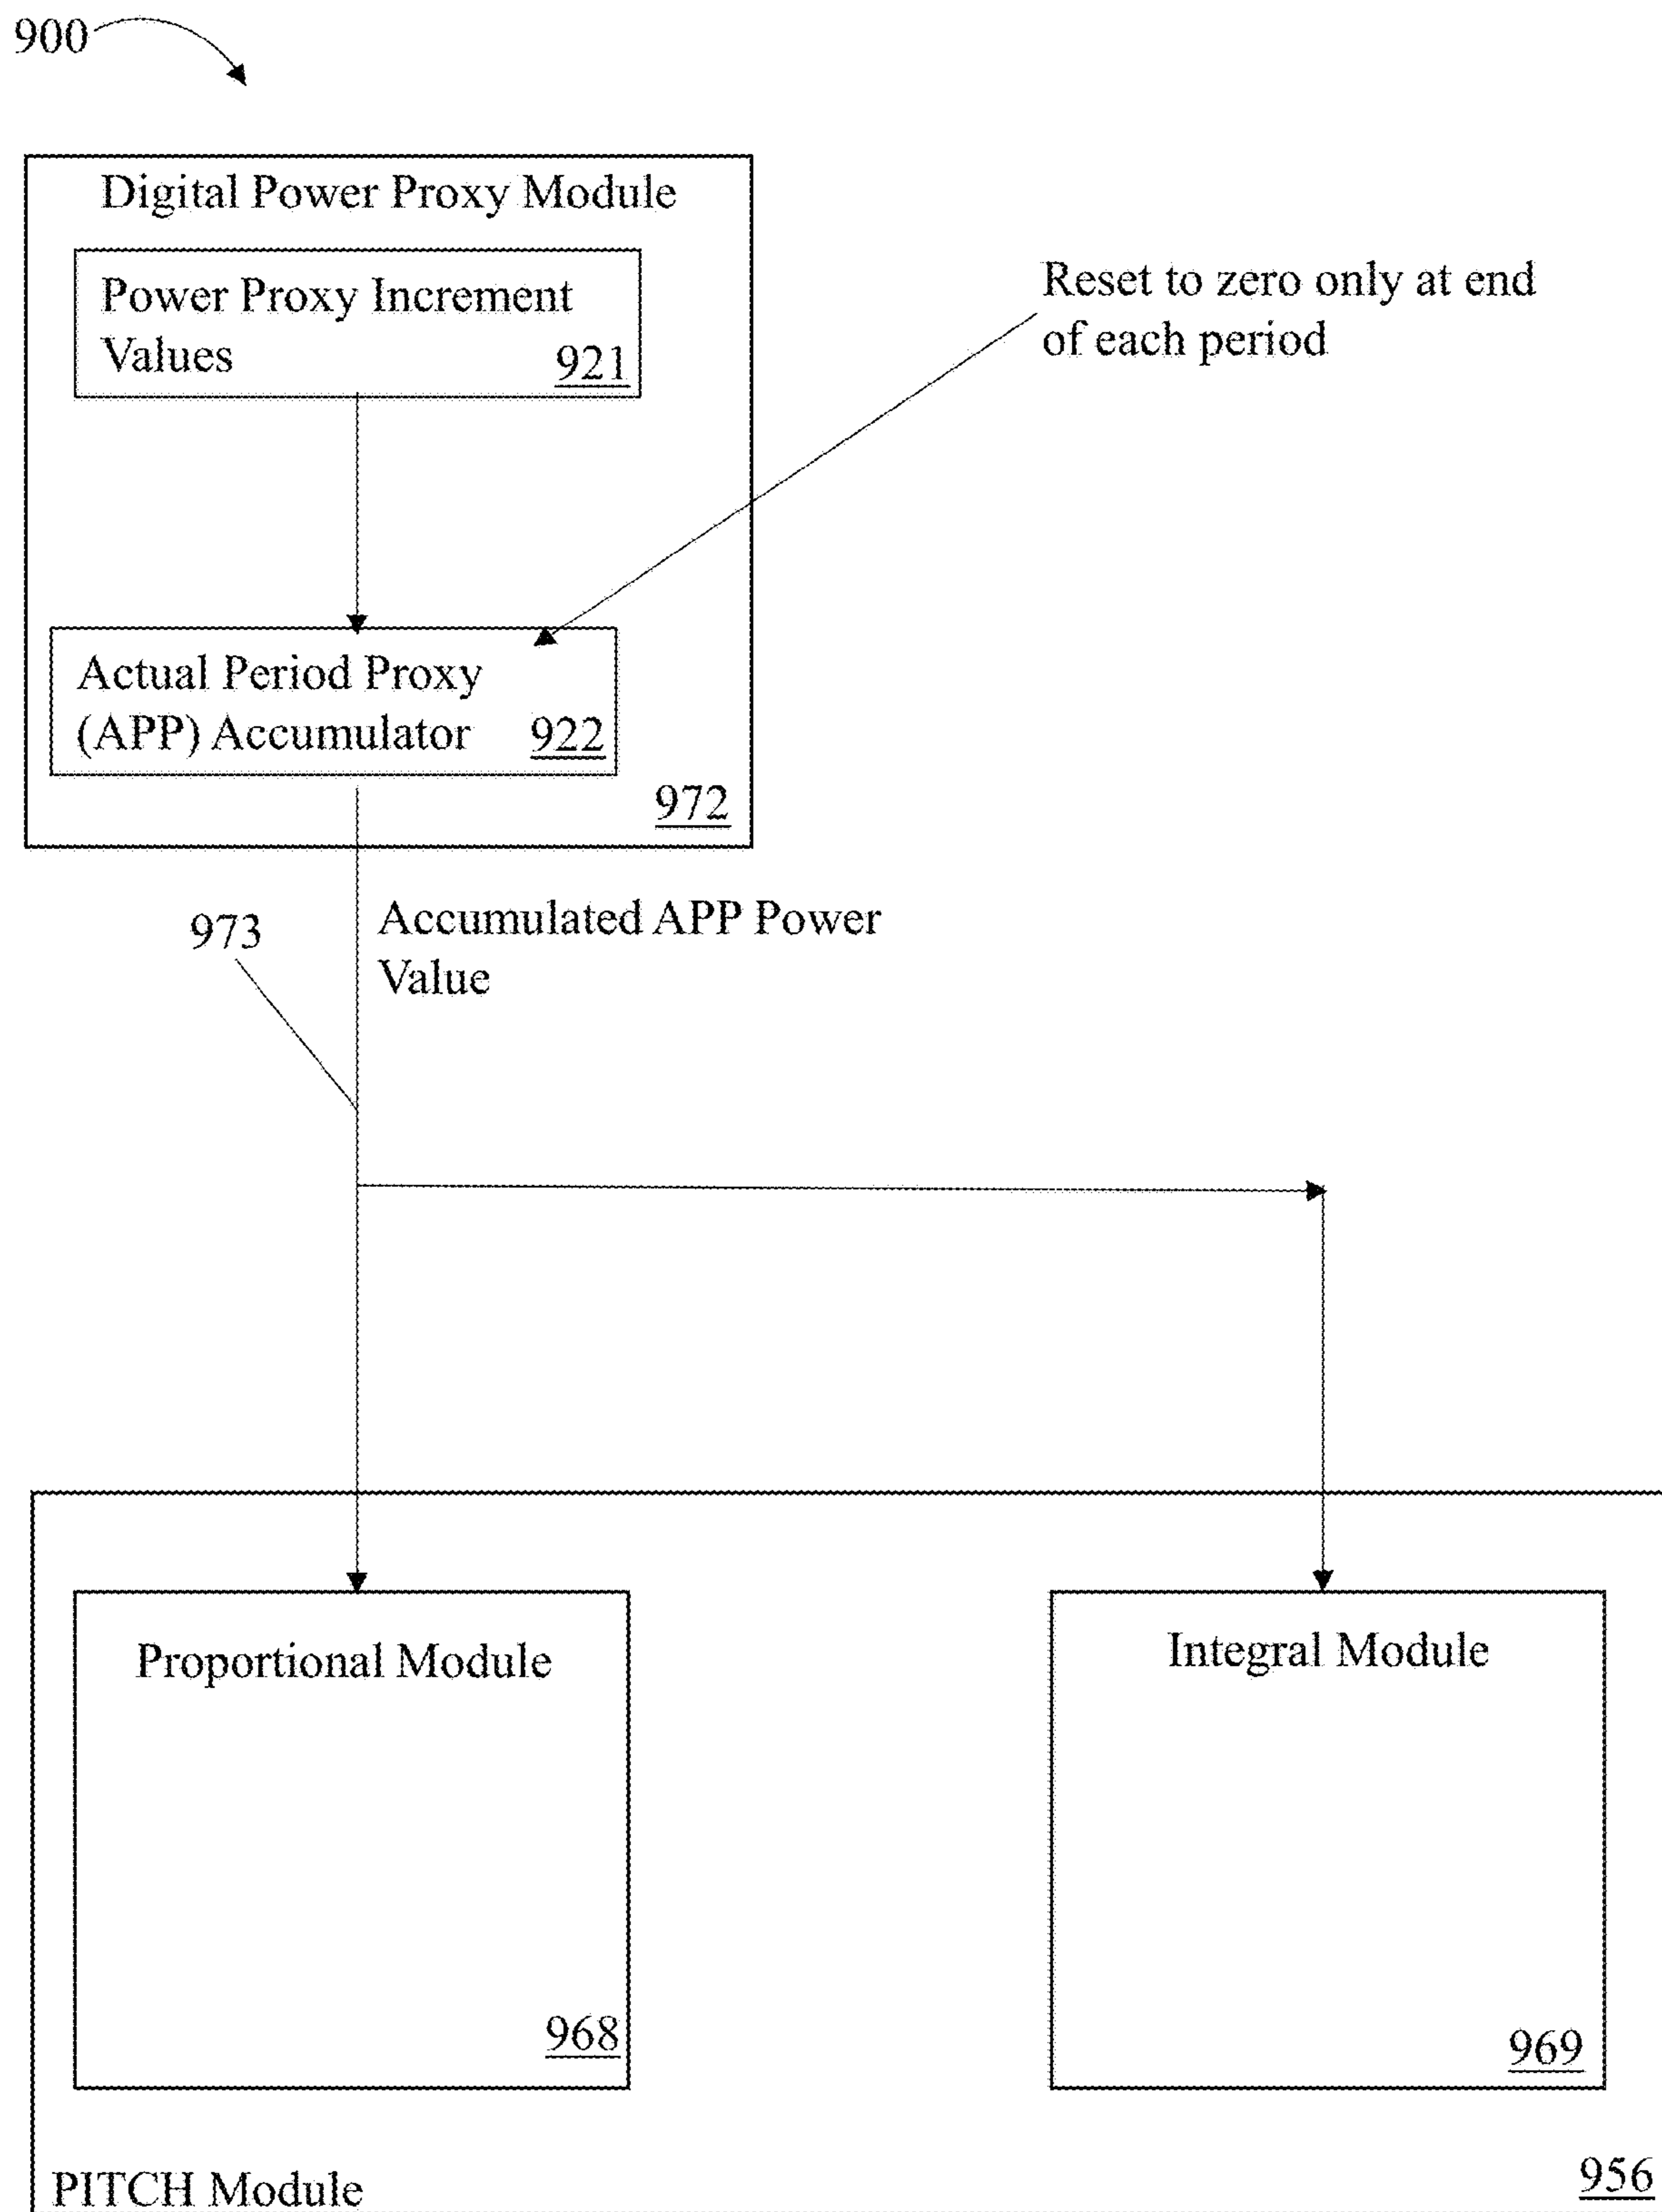 900
Digital Power Proxy Module
Power Proxy Increment
Values
921
Reset to zero only at end
of each period
Actual Period Proxy
(APP) Accumulator
922
972
973
Accumulated APP Power
Value
Proportional Module
968
Integral Module
969
PITCH Module
956